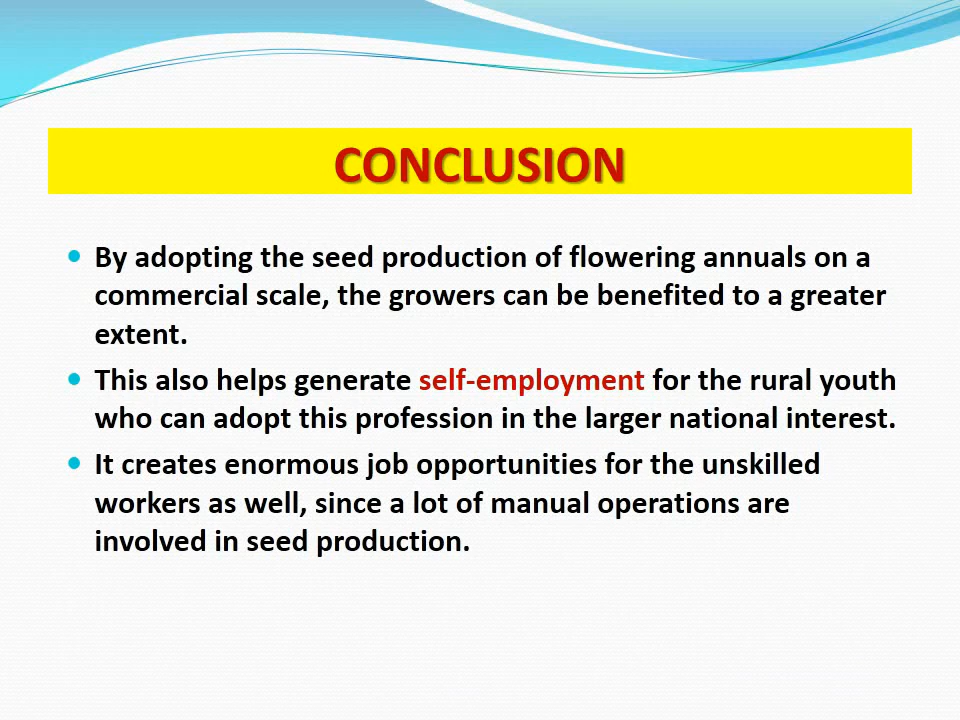 CONCLUSION
By adopting the seed production of flowering annuals on a
commercial scale, the growers can be benefited to a greater
extent.
This also helps generate self-employment for the rural youth
who can adopt this profession in the larger national interest.
It creates enormous job opportunities for the unskilled
workers as well, since a lot of manual operations are
involved in seed production.